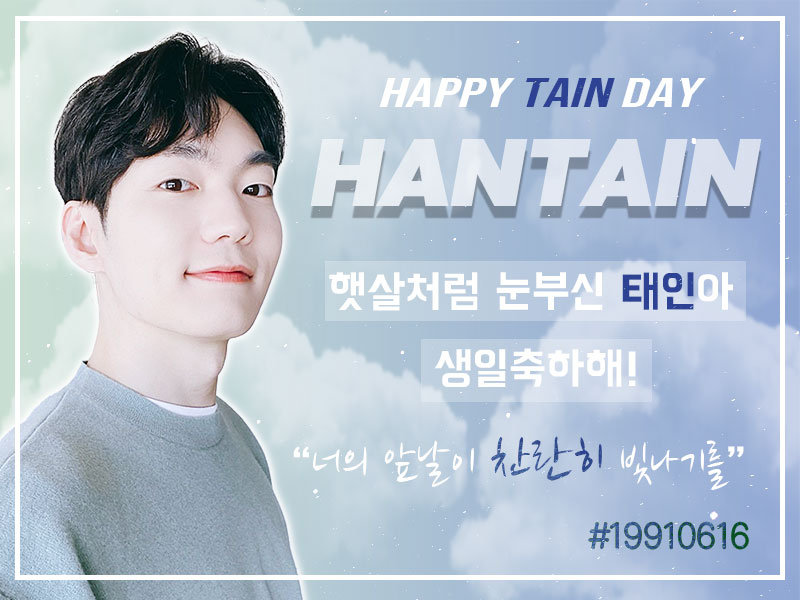 HAPPY TAIN DAY
HANTAIN
햇살처럼 눈부신 태인아
생일축하해!
“너의 앞날이 찬란히 빛나기를”
#19910616